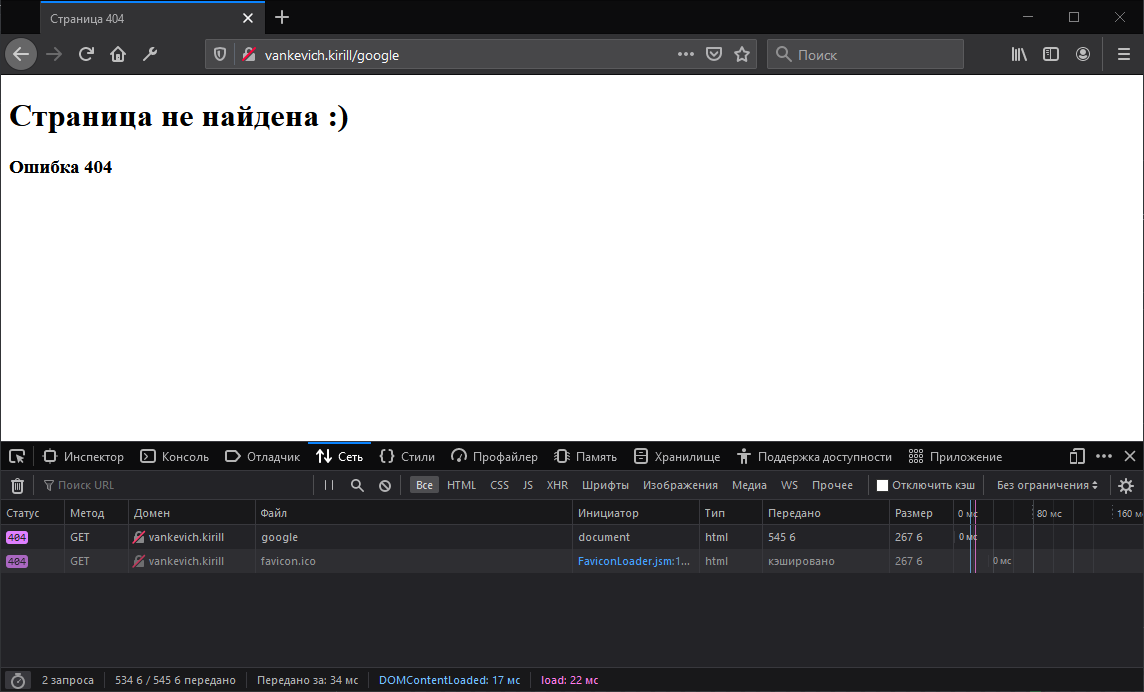 Страница 404
vankevich.kirill/google
Поиск
Страница не найдена :)
Ошибка 404
Инспектор Консоль Отладчик Сеть Стили Профайлер Память Хранилище Поддержка доступности Приложение
Поиск URL Все HTML CSS JS XHR Шрифты Изображения Медиа WS Прочее Отключить кэш Без ограничения
Статус Метод Домен Файл Инициатор Тип Передано Размер 0 мс 80 мс 160 м
404 GET vankevich.kirill google document html 545 б 267 б 0 мс
404 GET vankevich.kirill favicon.ico FaviconLoader.jsm:1... html кэшировано 267 б 0 мс
2 запроса 534 б / 545 б передано Передано за: 34 мс DOMContentLoaded: 17 мс load: 22 мс